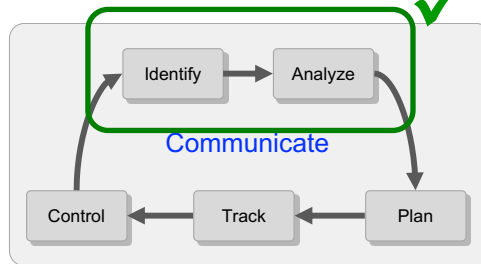 Identify
Analyze
Communicate
Control
Track
Plan